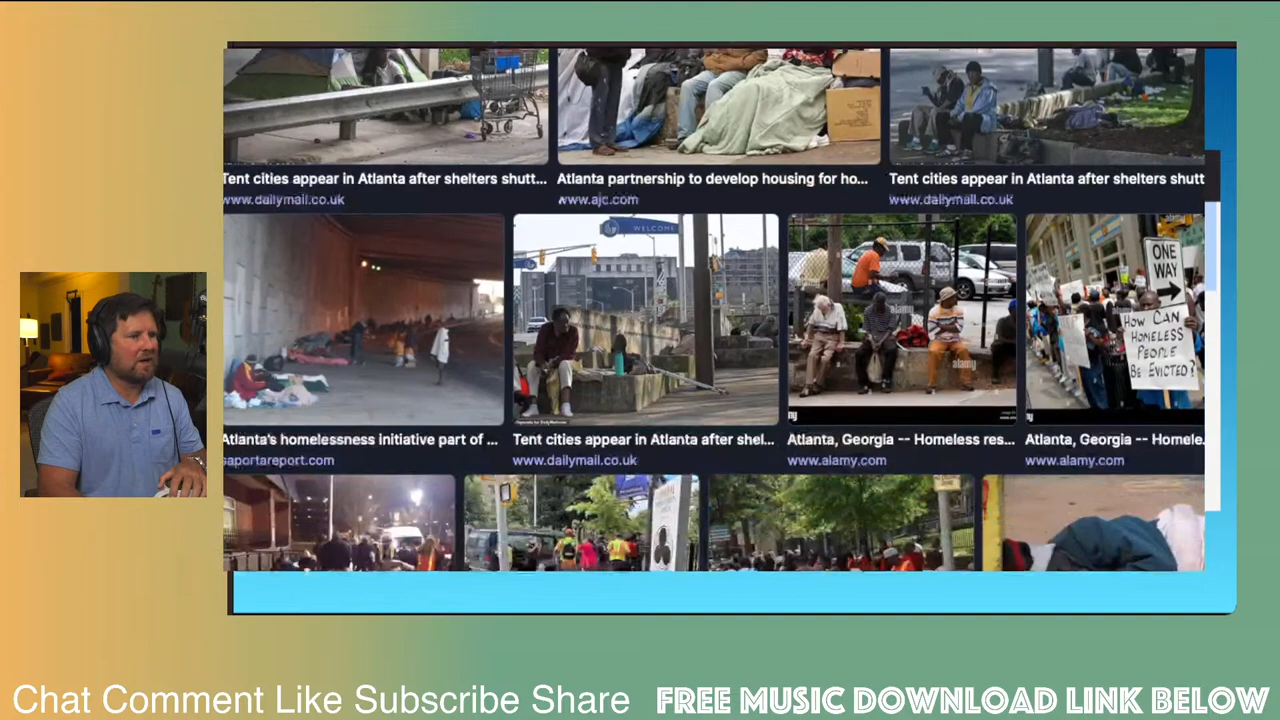 Tent cities appear in Atlanta after shelters shutt...
www.dailymail.co.uk
Atlanta partnership to develop housing for ho...
www.ajc.com
Tent cities appear in Atlanta after shelters shutt
www.dailymail.co.uk
WELCOME
ONE
WAY
HOW CAN
HOMELESS
PEOPLE
BE EVICTED?
alamy
alamy
Atlanta's homelessness initiative part of ...
saportareport.com
Tent cities appear in Atlanta after shel...
www.dailymail.co.uk
Atlanta, Georgia -- Homeless res...
www.alamy.com
Atlanta, Georgia -- Homele.
www.alamy.com
Chat Comment Like Subscribe Share
FREE MUSIC DOWNLOAD LINK BELOW